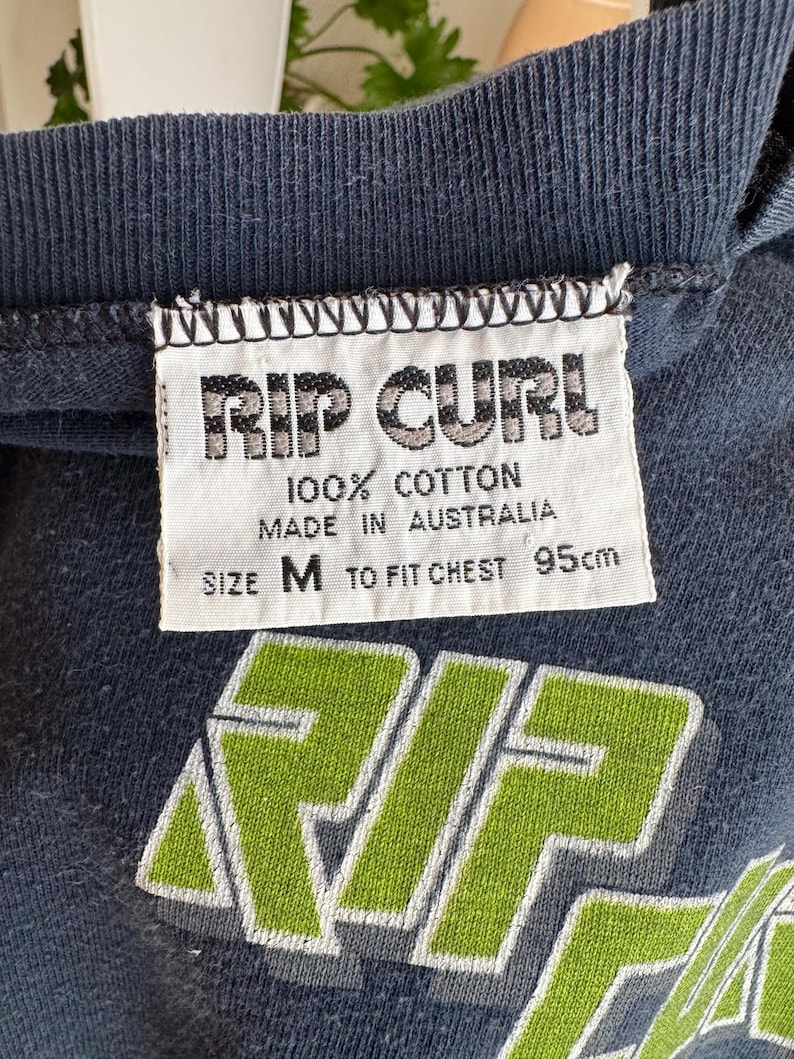 RIP CURL
100% COTTON
MADE IN AUSTRALIA
SIZE M TO FIT CHEST 95cm
RIP